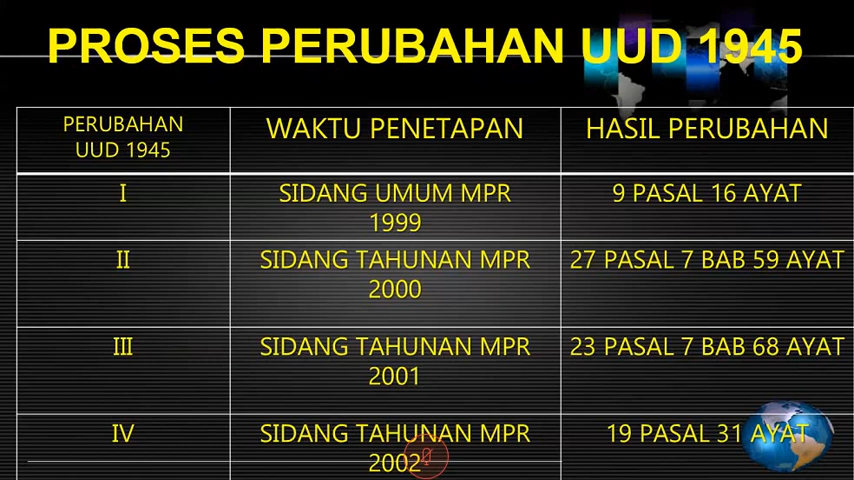 PROSES PERUBAHAN UUD 1945
PERUBAHAN
UUD 1945
WAKTU PENETAPAN
HASIL PERUBAHAN
I
SIDANG UMUM MPR
1999
9 PASAL 16 AYAT
II
SIDANG TAHUNAN MPR
2000
27 PASAL 7 BAB 59 AYAT
III
SIDANG TAHUNAN MPR
2001
23 PASAL 7 BAB 68 AYAT
IV
SIDANG TAHUNAN MPR
2002
19 PASAL 31 AYAT